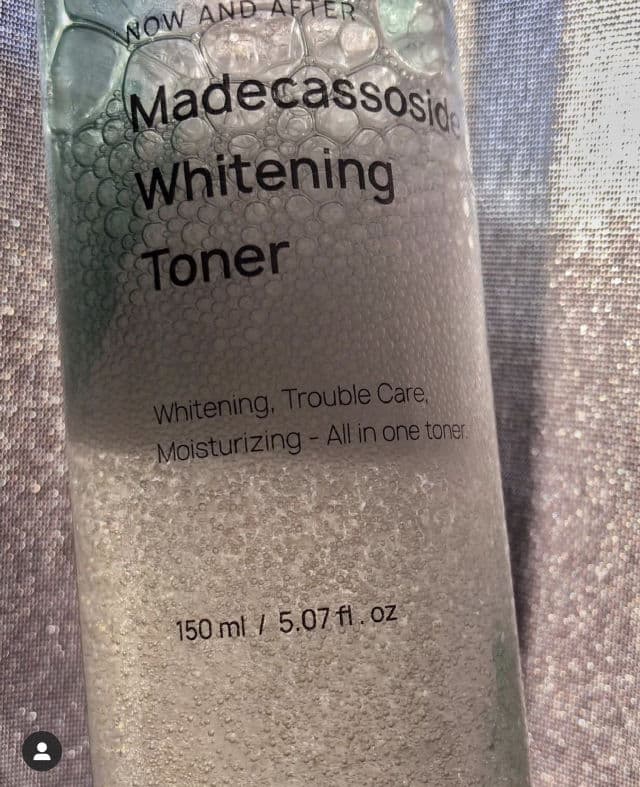 NOW AND AFTER
Madecassoside
Whitening
Toner
Whitening, Trouble Care,
Moisturizing - All in one toner.
150 ml / 5.07 fl. oz